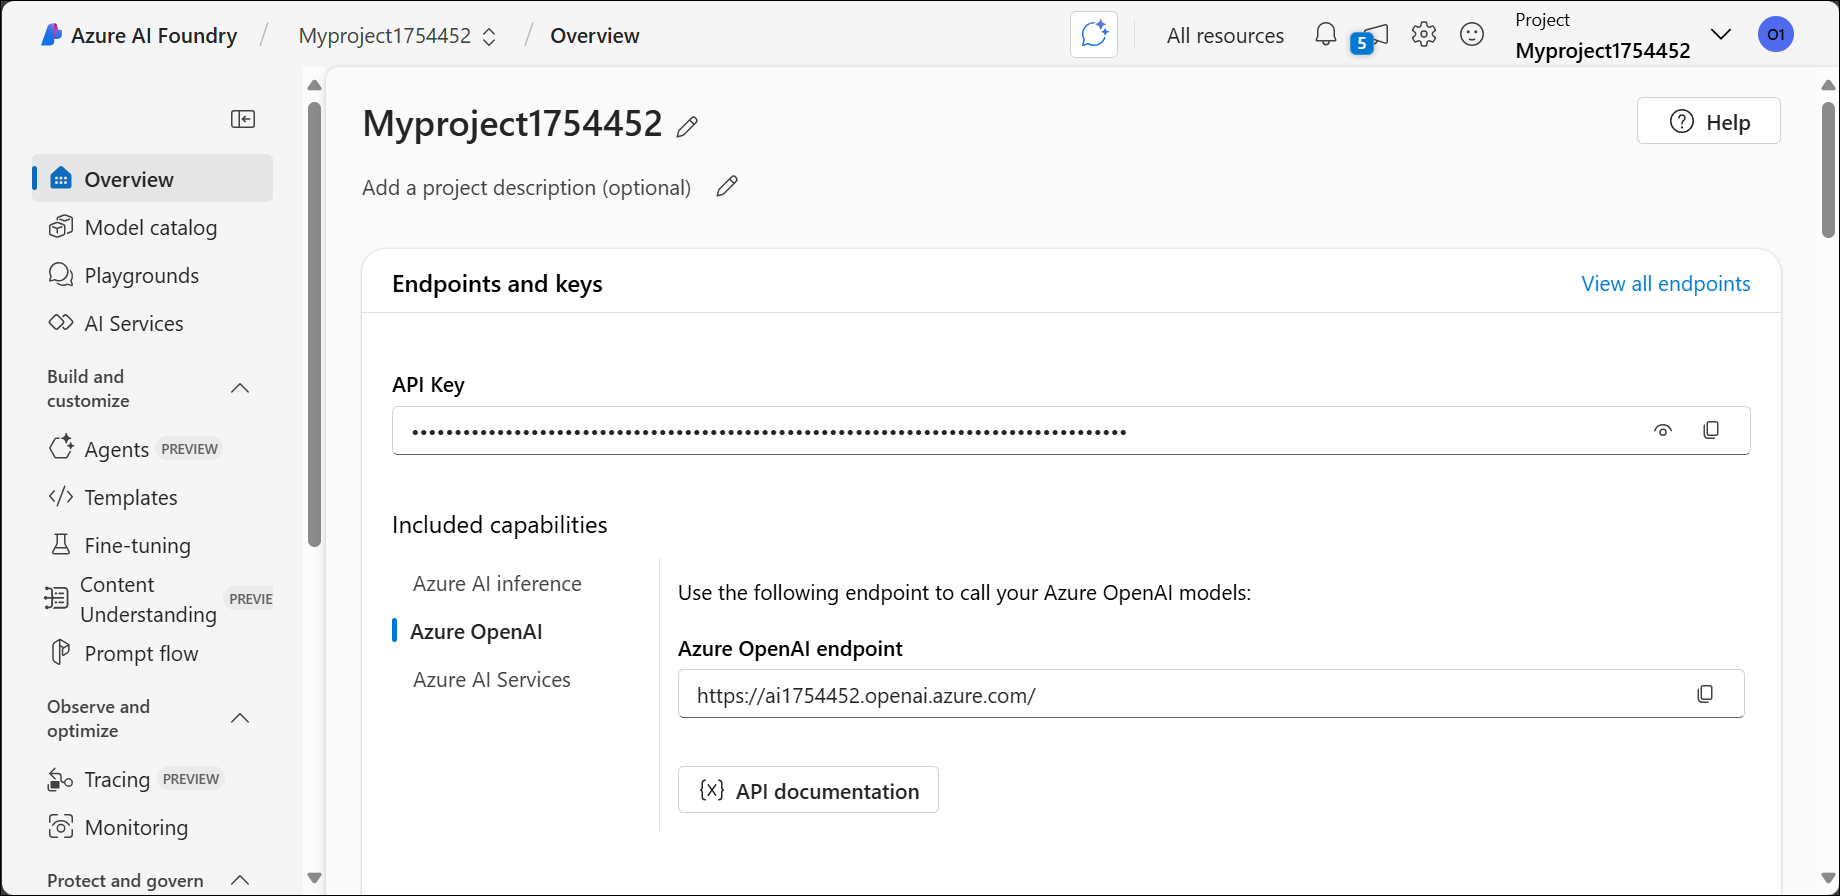 Azure AI Foundry / Myproject1754452 / Overview
All resources
5
Project
Myproject1754452
O1
Overview
Model catalog
Playgrounds
AI Services
Build and
customize
Agents PREVIEW
Templates
Fine-tuning
Content
Understanding
PREVIE
Prompt flow
Observe and
optimize
Tracing PREVIEW
Monitoring
Protect and govern
Myproject1754452
Help
Add a project description (optional)
Endpoints and keys
View all endpoints
API Key
••••••••••••••••••••••••••••••••••••••••••••••••••••••••••••••••••••••••••••••••••••
Included capabilities
Azure AI inference
Azure OpenAI
Azure AI Services
Use the following endpoint to call your Azure OpenAI models:
Azure OpenAI endpoint
https://ai1754452.openai.azure.com/
{x} API documentation